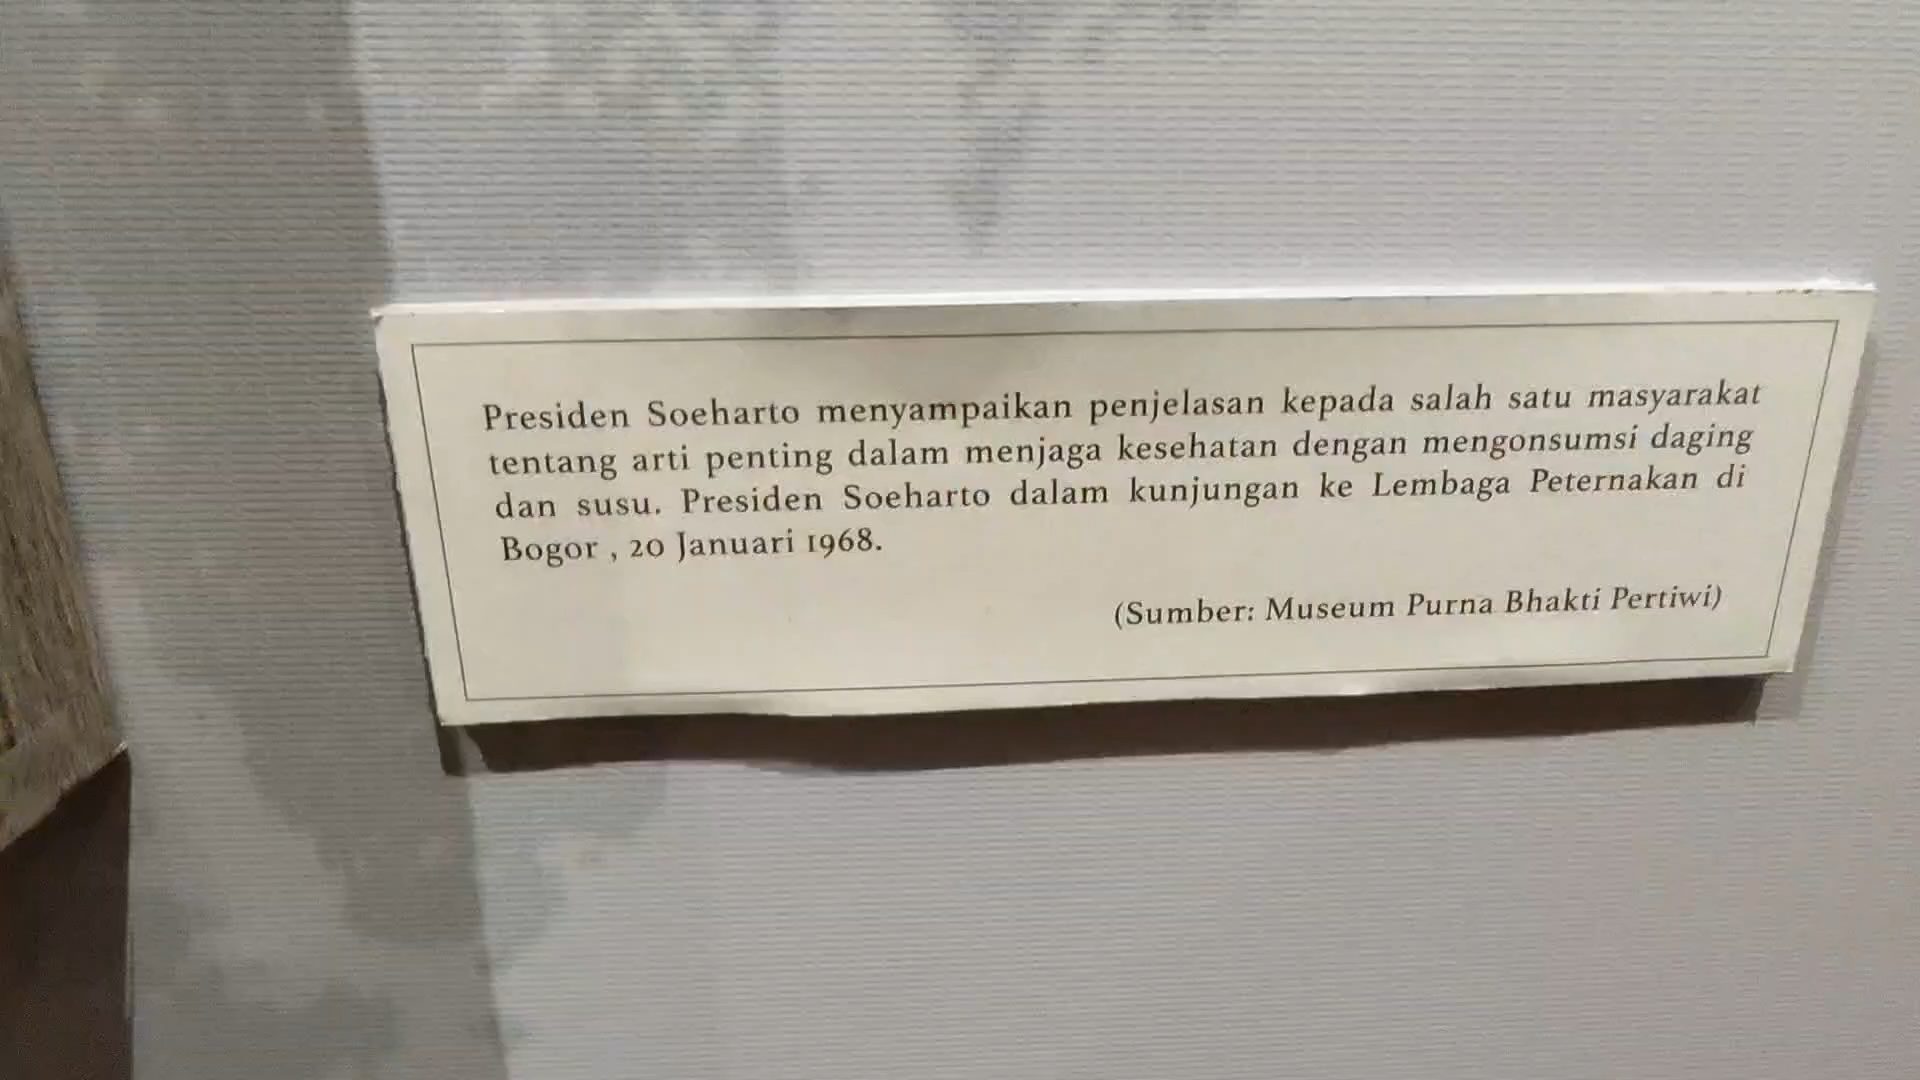 Presiden Soeharto menyampaikan penjelasan kepada salah satu masyarakat
tentang arti penting dalam menjaga kesehatan dengan mengonsumsi daging
dan susu. Presiden Soeharto dalam kunjungan ke Lembaga Peternakan di
Bogor , 20 Januari 1968.
(Sumber: Museum Purna Bhakti Pertiwi)